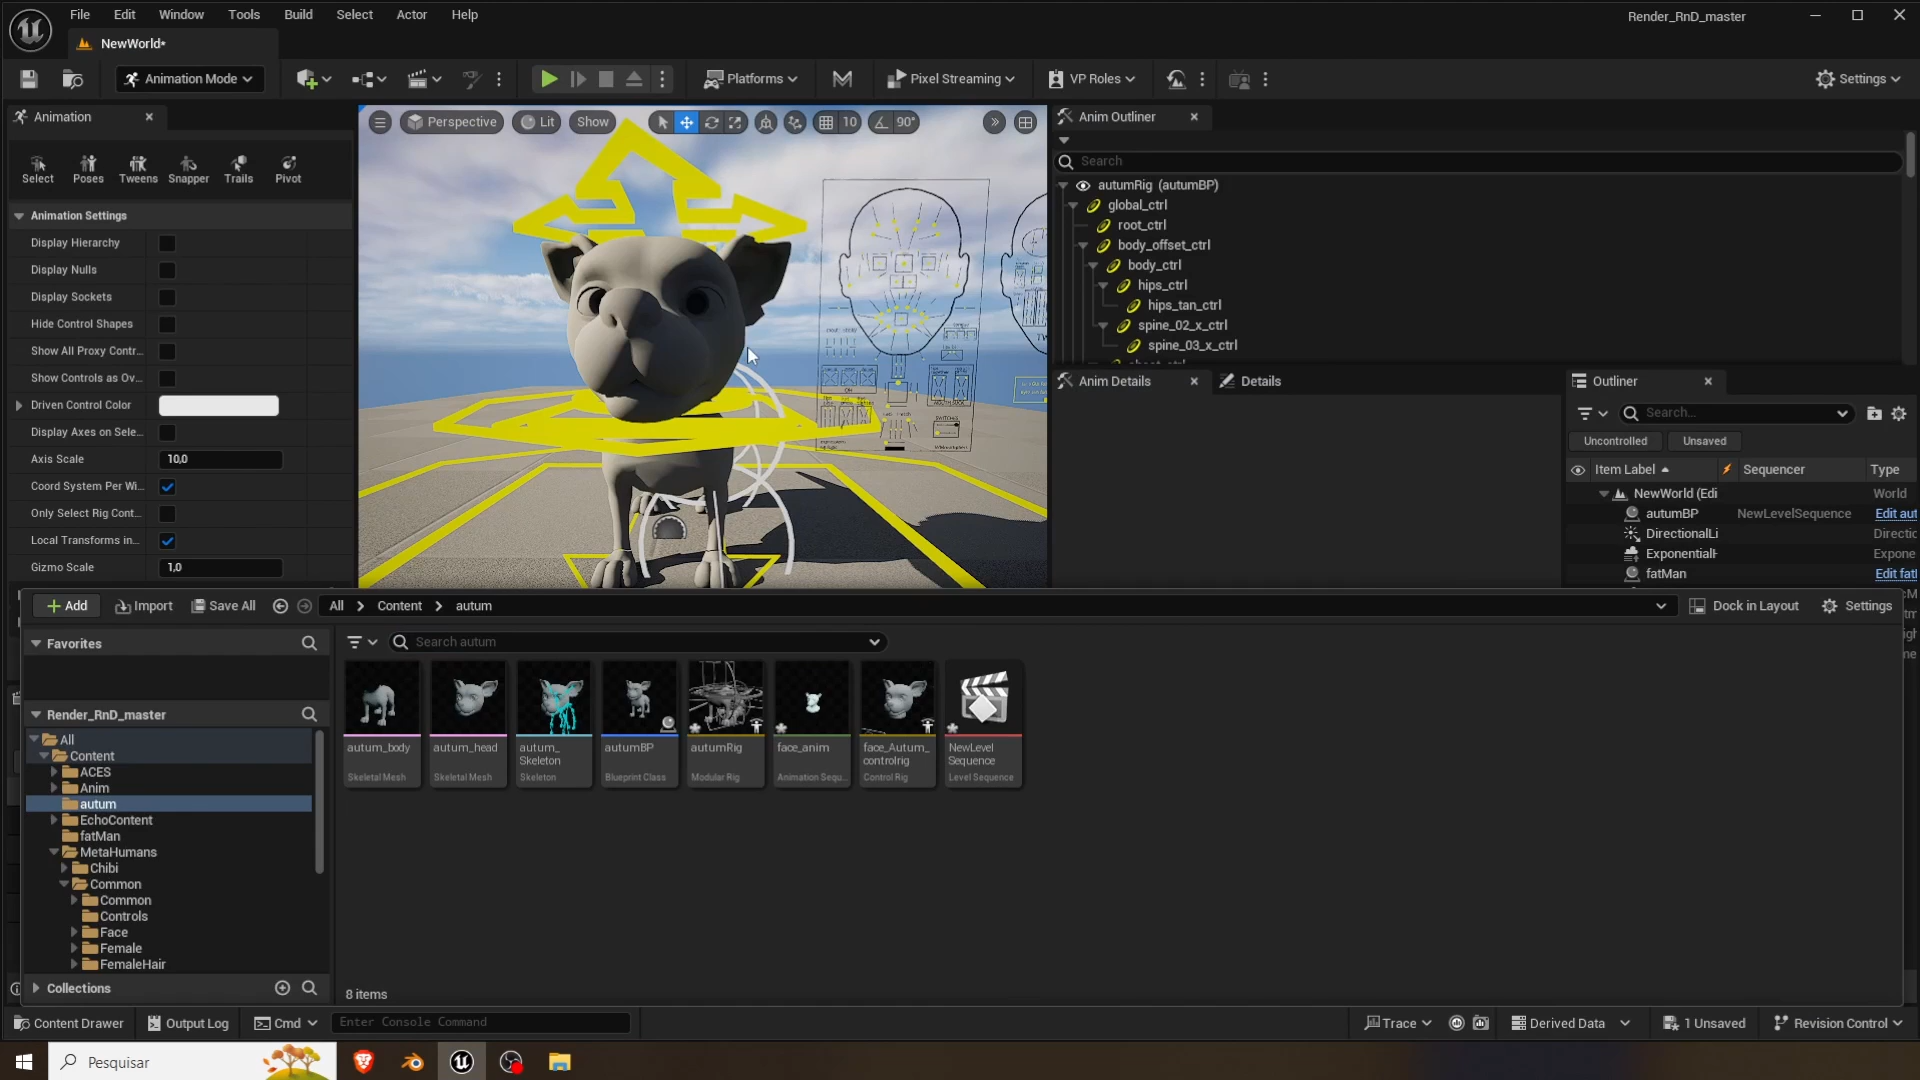 File Edit Window Tools Build Select Actor Help
Render_RnD_master
NewWorld*
Animation Mode
Platforms
Pixel Streaming
VP Roles
Settings
Animation
Select Poses Tweens Snapper Trails Pivot
Animation Settings
Display Hierarchy
Display Nulls
Display Sockets
Hide Control Shapes
Show All Proxy Contr...
Show Controls as Ov...
Driven Control Color
Display Axes on Sele...
Axis Scale 10,0
Coord System Per Wi...
Only Select Rig Cont...
Local Transforms in...
Gizmo Scale 1,0
Perspective Lit Show 10 90°
Anim Outliner
Search
autumRig (autumBP)
global_ctrl
root_ctrl
body_offset_ctrl
body_ctrl
hips_ctrl
hips_tan_ctrl
spine_02_x_ctrl
spine_03_x_ctrl
Anim Details
Details
Outliner
Search...
Uncontrolled Unsaved
Item Label Sequencer Type
NewWorld (Edi World
autumBP NewLevelSequence Edit aut
DirectionalLi Directic
ExponentialH Expone
fatMan Edit fatl
Add Import Save All All Content autum
Dock in Layout Settings
Favorites
Search autum
Render_RnD_master
All
Content
ACES
Anim
autum
EchoContent
fatMan
MetaHumans
Chibi
Common
Common
Controls
Face
Female
FemaleHair
Collections
autum_body
Skeletal Mesh
autum_head
Skeletal Mesh
autum_
Skeleton
Skeleton
autumBP
Blueprint Class
autumRig
Modular Rig
face_anim
Animation Sequ...
face_Autum_
controlrig
Control Rig
NewLevel
Sequence
Level Sequence
8 items
Content Drawer Output Log Cmd Enter Console Command
Trace Derived Data 1 Unsaved Revision Control
Pesquisar